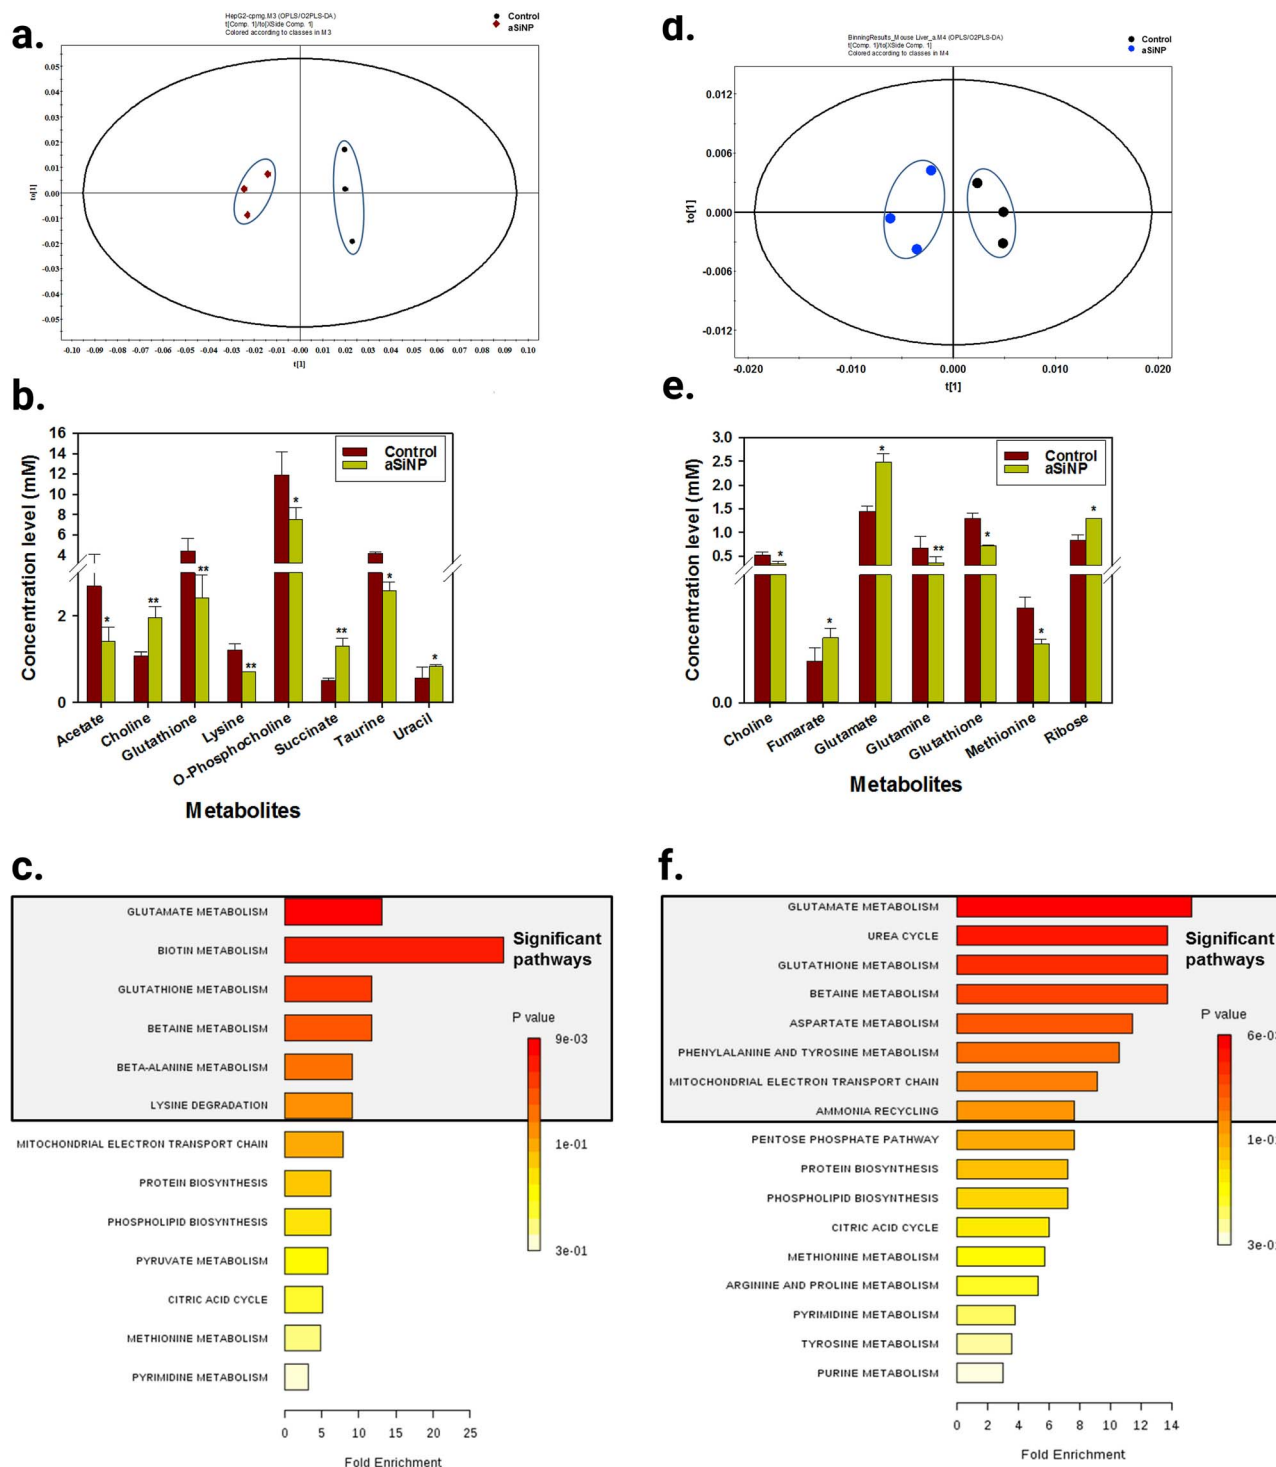 a.
HepG2-cpmg.M3 (OPLS/O2PLS-DA)
t[Comp. 1]/to[XSide Comp. 1]
Colored according to classes in M3
Control
aSiNP
to[1]
0.05
0.04
0.02
0.01
0.00
-0.01
-0.02
-0.03
-0.04
-0.05
-0.10 -0.09 -0.08 -0.07 -0.06 -0.05 -0.04 -0.03 -0.02 -0.01 -0.00 0.01 0.02 0.03 0.04 0.05 0.06 0.07 0.08 0.09 0.10
t[1]
d.
BinningResults_Mouse Liver_a.M4 (OPLS/O2PLS-DA)
t[Comp. 1]/to[XSide Comp. 1]
Colored according to classes in M4
Control
aSiNP
to[1]
0.012
0.006
0.000
-0.006
-0.012
-0.020 -0.010 0.000 0.010 0.020
t[1]
b.
Concentration level (mM)
16
14
12
10
8
6
4
2
0
Control
aSiNP
*
**
**
**
*
**
*
*
Acetate
Choline
Glutathione
Lysine
O-Phosphocholine
Succinate
Taurine
Uracil
Metabolites
e.
Concentration level (mM)
3.0
2.5
2.0
1.5
1.0
0.5
0.0
Control
aSiNP
*
*
*
**
*
*
*
Choline
Fumarate
Glutamate
Glutamine
Glutathione
Methionine
Ribose
Metabolites
c.
GLUTAMATE METABOLISM
BIOTIN METABOLISM
GLUTATHIONE METABOLISM
BETAINE METABOLISM
BETA-ALANINE METABOLISM
LYSINE DEGRADATION
MITOCHONDRIAL ELECTRON TRANSPORT CHAIN
PROTEIN BIOSYNTHESIS
PHOSPHOLIPID BIOSYNTHESIS
PYRUVATE METABOLISM
CITRIC ACID CYCLE
METHIONINE METABOLISM
PYRIMIDINE METABOLISM
Significant
pathways
P value
9e-03
1e-01
3e-01
0 5 10 15 20 25
Fold Enrichment
f.
GLUTAMATE METABOLISM
UREA CYCLE
GLUTATHIONE METABOLISM
BETAINE METABOLISM
ASPARTATE METABOLISM
PHENYLALANINE AND TYROSINE METABOLISM
MITOCHONDRIAL ELECTRON TRANSPORT CHAIN
AMMONIA RECYCLING
PENTOSE PHOSPHATE PATHWAY
PROTEIN BIOSYNTHESIS
PHOSPHOLIPID BIOSYNTHESIS
CITRIC ACID CYCLE
METHIONINE METABOLISM
ARGININE AND PROLINE METABOLISM
PYRIMIDINE METABOLISM
TYROSINE METABOLISM
PURINE METABOLISM
Significant
pathways
P value
6e-03
1e-0
3e-0
0 2 4 6 8 10 12 14
Fold Enrichment